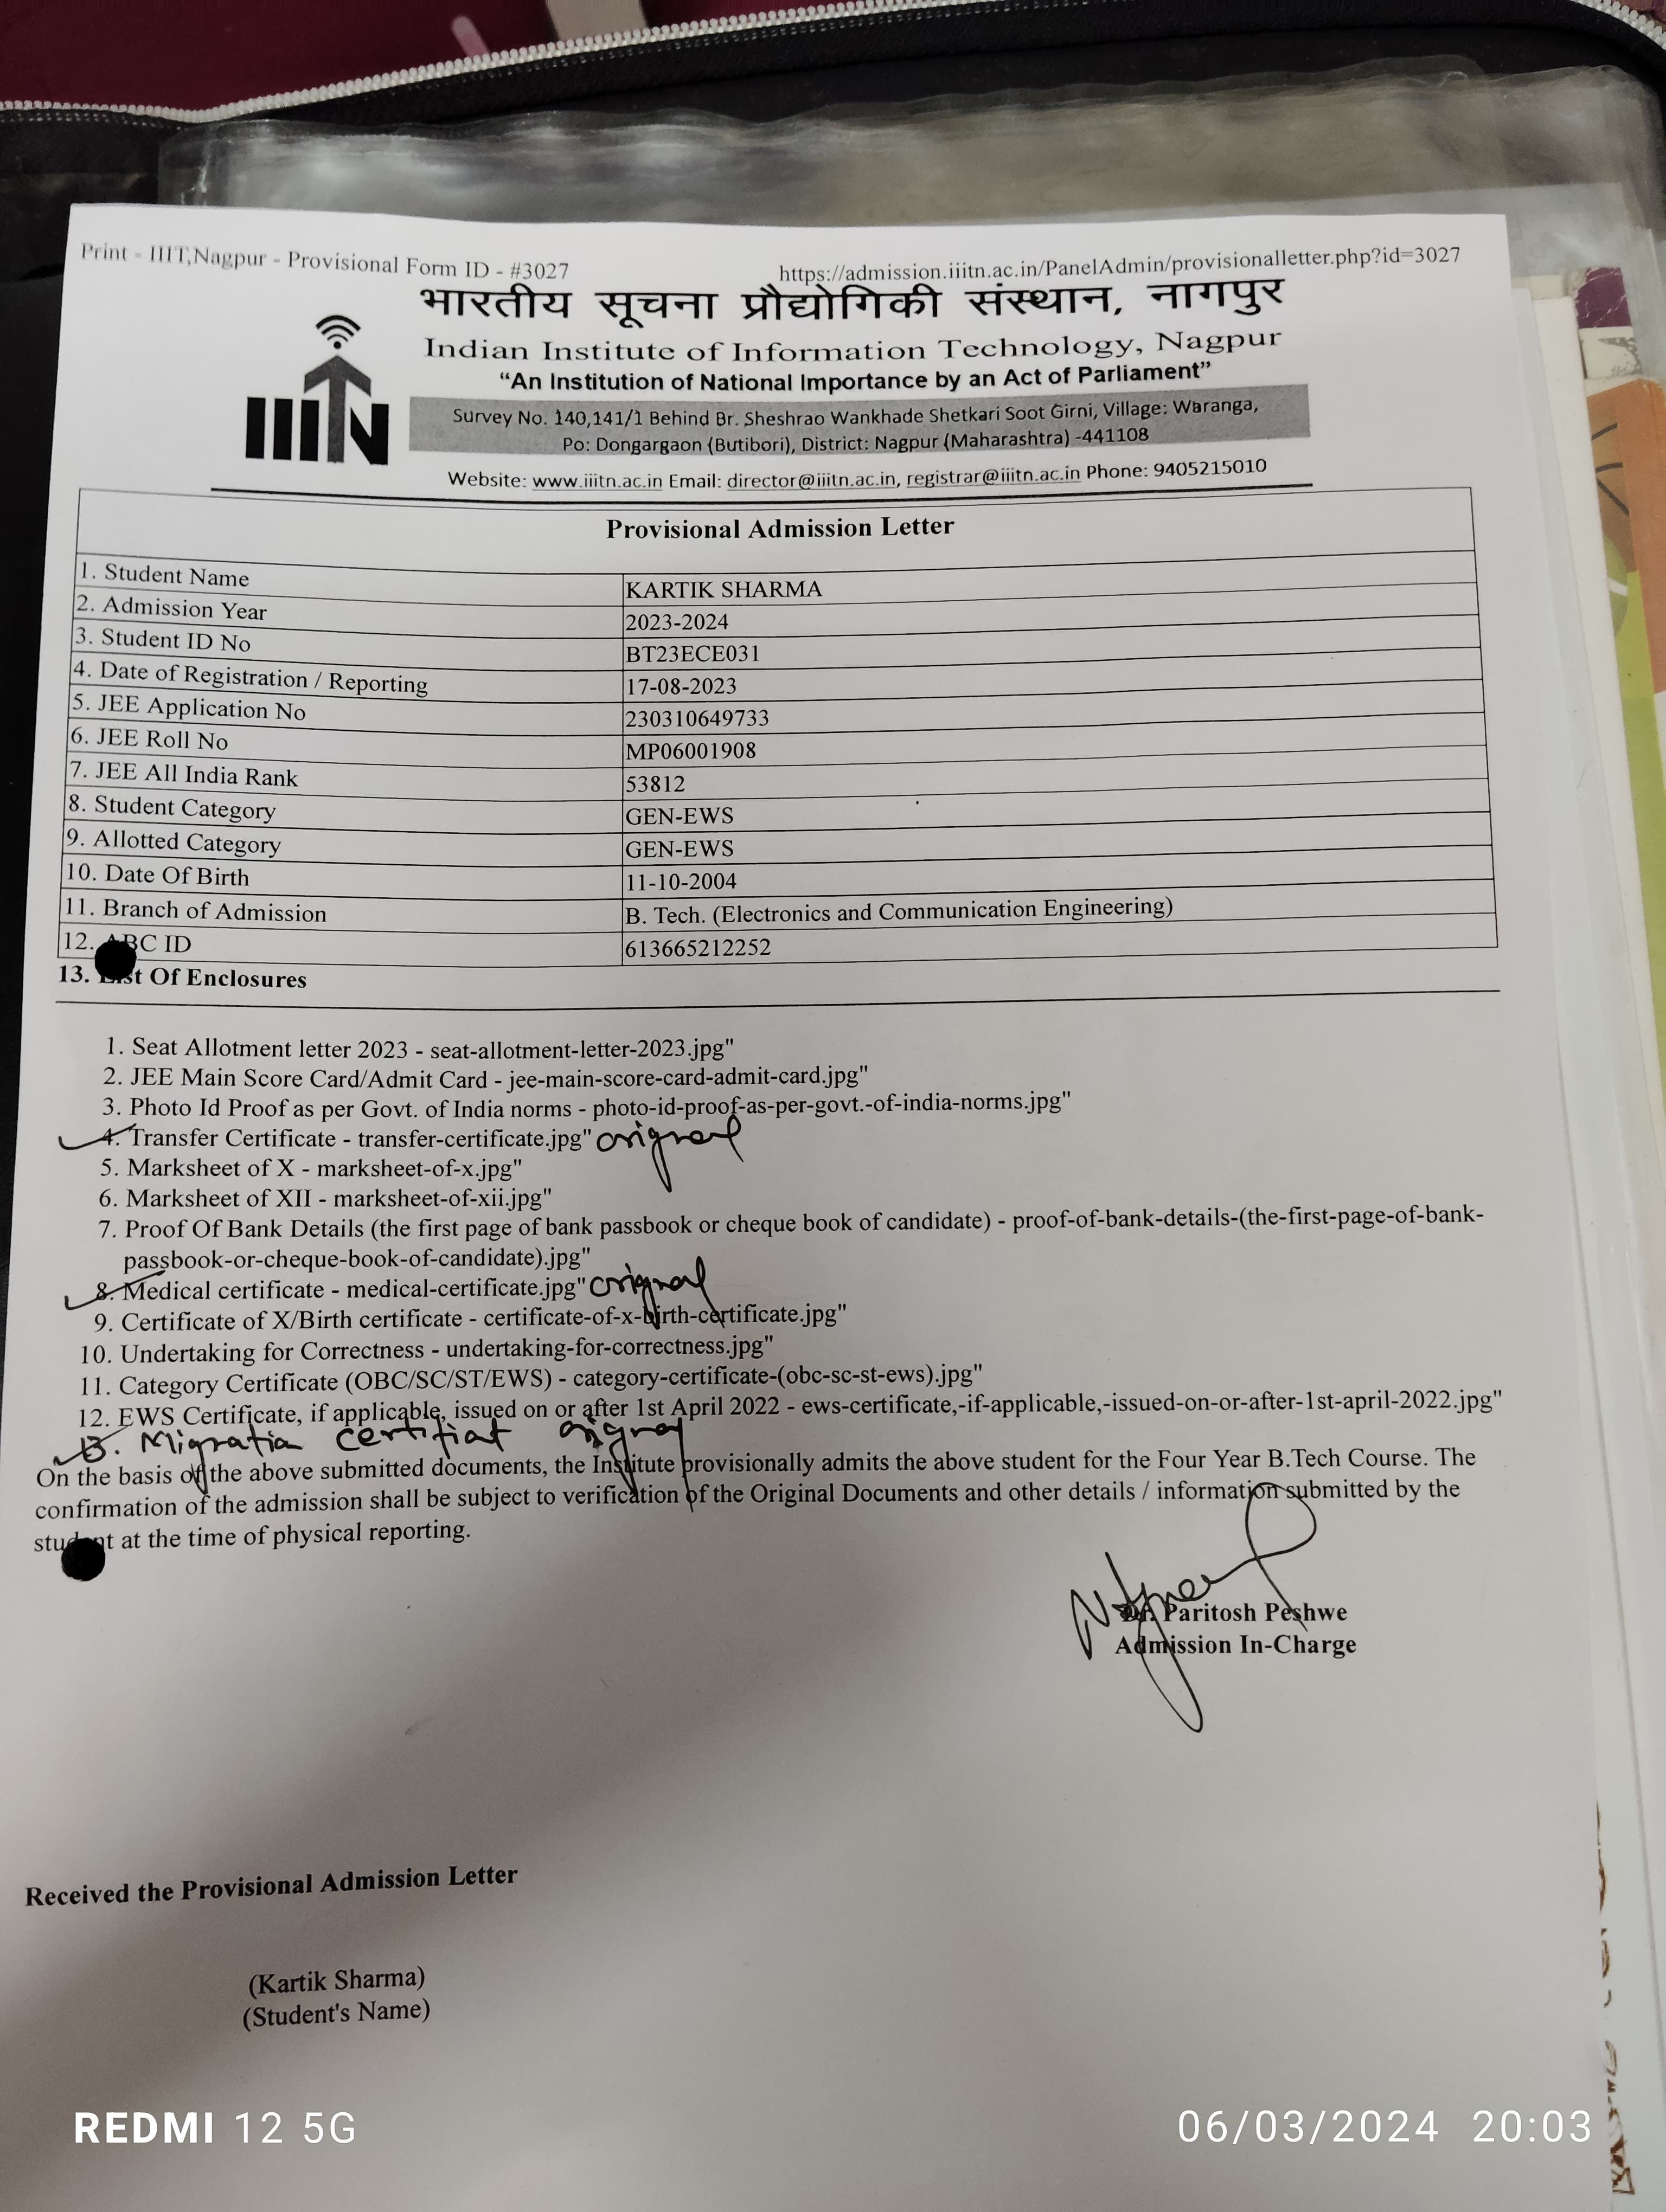 Print - IIIT,Nagpur - Provisional Form ID - #3027
https://admission.iiitn.ac.in/PanelAdmin/provisionalletter.php?id=3027
भारतीय सूचना प्रौद्योगिकी संस्थान, नागपुर
Indian Institute of Information Technology, Nagpur
“An Institution of National Importance by an Act of Parliament”
IIITN
Survey No. 140,141/1 Behind Br. Sheshrao Wankhade Shetkari Soot Girni, Village: Waranga,
Po: Dongargaon (Butibori), District: Nagpur (Maharashtra) -441108
Website: www.iiitn.ac.in Email: director@iiitn.ac.in, registrar@iiitn.ac.in Phone: 9405215010
Provisional Admission Letter
1. Student Name KARTIK SHARMA
2. Admission Year 2023-2024
3. Student ID No BT23ECE031
4. Date of Registration / Reporting 17-08-2023
5. JEE Application No 230310649733
6. JEE Roll No MP06001908
7. JEE All India Rank 53812
8. Student Category GEN-EWS
9. Allotted Category GEN-EWS
10. Date Of Birth 11-10-2004
11. Branch of Admission B. Tech. (Electronics and Communication Engineering)
12. ABC ID 613665212252
13. List Of Enclosures
1. Seat Allotment letter 2023 - seat-allotment-letter-2023.jpg"
2. JEE Main Score Card/Admit Card - jee-main-score-card-admit-card.jpg"
3. Photo Id Proof as per Govt. of India norms - photo-id-proof-as-per-govt.-of-india-norms.jpg"
4. Transfer Certificate - transfer-certificate.jpg" orignal
5. Marksheet of X - marksheet-of-x.jpg"
6. Marksheet of XII - marksheet-of-xii.jpg"
7. Proof Of Bank Details (the first page of bank passbook or cheque book of candidate) - proof-of-bank-details-(the-first-page-of-bank-
passbook-or-cheque-book-of-candidate).jpg"
8. Medical certificate - medical-certificate.jpg" orignal
9. Certificate of X/Birth certificate - certificate-of-x-birth-certificate.jpg"
10. Undertaking for Correctness - undertaking-for-correctness.jpg"
11. Category Certificate (OBC/SC/ST/EWS) - category-certificate-(obc-sc-st-ews).jpg"
12. EWS Certificate, if applicable, issued on or after 1st April 2022 - ews-certificate,-if-applicable,-issued-on-or-after-1st-april-2022.jpg"
13. Migratia certifiat orignal
On the basis of the above submitted documents, the Institute provisionally admits the above student for the Four Year B.Tech Course. The
confirmation of the admission shall be subject to verification of the Original Documents and other details / information submitted by the
student at the time of physical reporting.
Dr. Paritosh Peshwe
Admission In-Charge
Received the Provisional Admission Letter
(Kartik Sharma)
(Student's Name)
REDMI 12 5G
06/03/2024 20:03